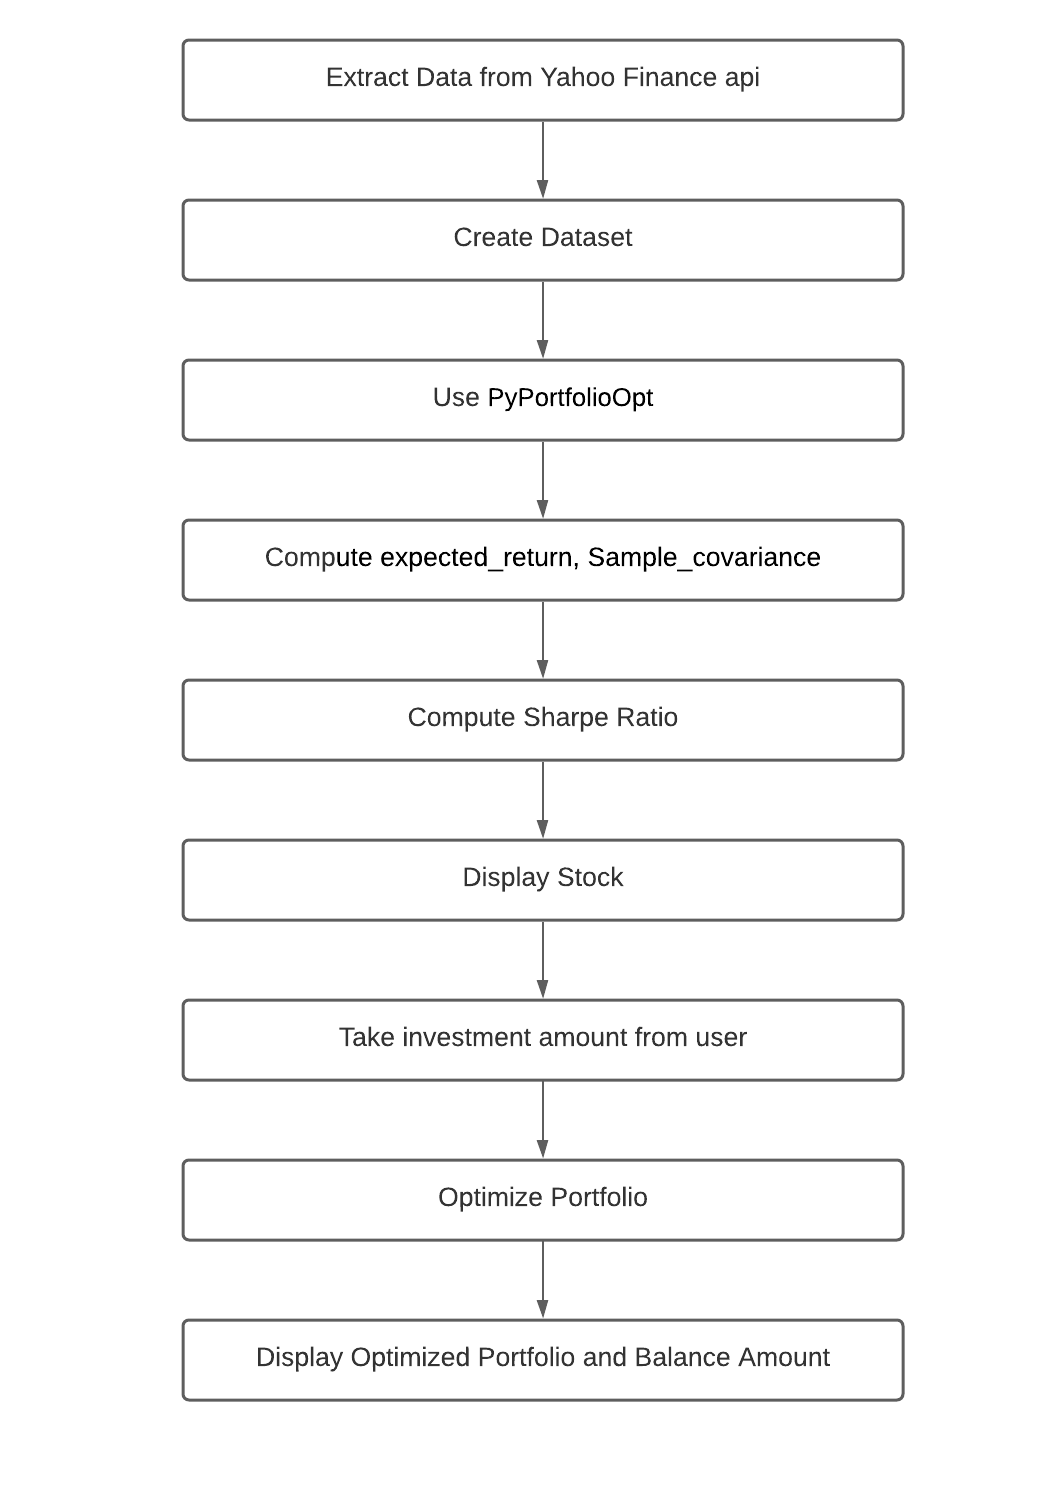 Extract Data from Yahoo Finance api
Create Dataset
Use PyPortfolioOpt
Compute expected_return, Sample_covariance
Compute Sharpe Ratio
Display Stock
Take investment amount from user
Optimize Portfolio
Display Optimized Portfolio and Balance Amount